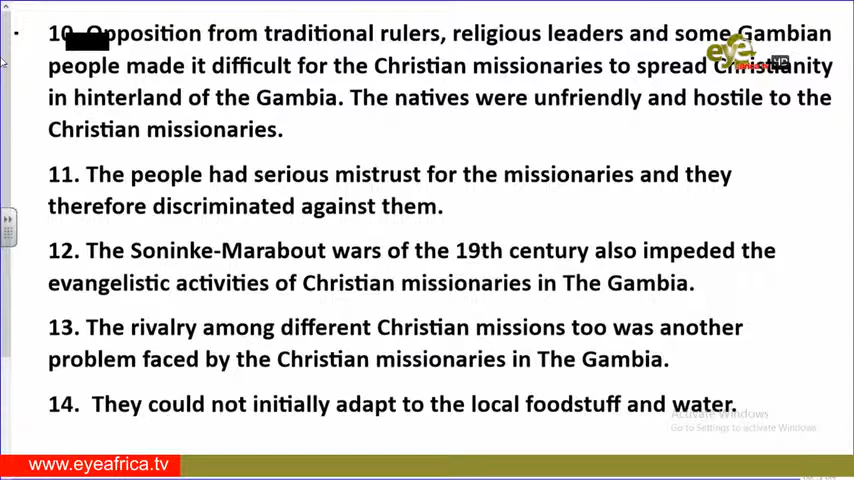 10. Opposition from traditional rulers, religious leaders and some Gambian
people made it difficult for the Christian missionaries to spread Christianity
in hinterland of the Gambia. The natives were unfriendly and hostile to the
Christian missionaries.
11. The people had serious mistrust for the missionaries and they
therefore discriminated against them.
12. The Soninke-Marabout wars of the 19th century also impeded the
evangelistic activities of Christian missionaries in The Gambia.
13. The rivalry among different Christian missions too was another
problem faced by the Christian missionaries in The Gambia.
14. They could not initially adapt to the local foodstuff and water.
eye
Activate Windows
Go to Settings to activate Windows.
www.eyeafrica.tv